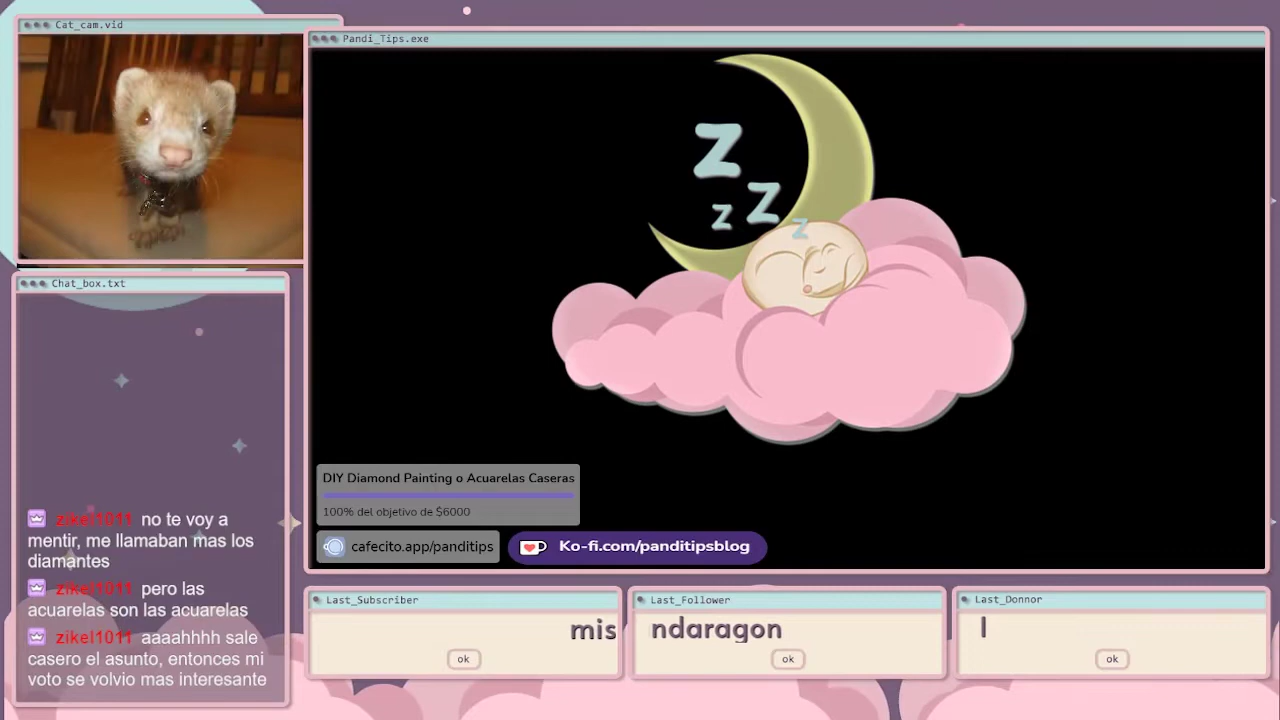 Cat_cam.vid
Pandi_Tips.exe
Z
Z
Z
Z
Chat_box.txt
zikel1011 no te voy a
mentir, me llamaban mas los
diamantes
zikel1011 pero las
acuarelas son las acuarelas
zikel1011 aaaahhhh sale
casero el asunto, entonces mi
voto se volvio mas interesante
DIY Diamond Painting o Acuarelas Caseras
100% del objetivo de $6000
cafecito.app/panditips
Ko-fi.com/panditipsblog
Last_Subscriber
mis
ok
Last_Follower
ndaragon
ok
Last_Donnor
ok